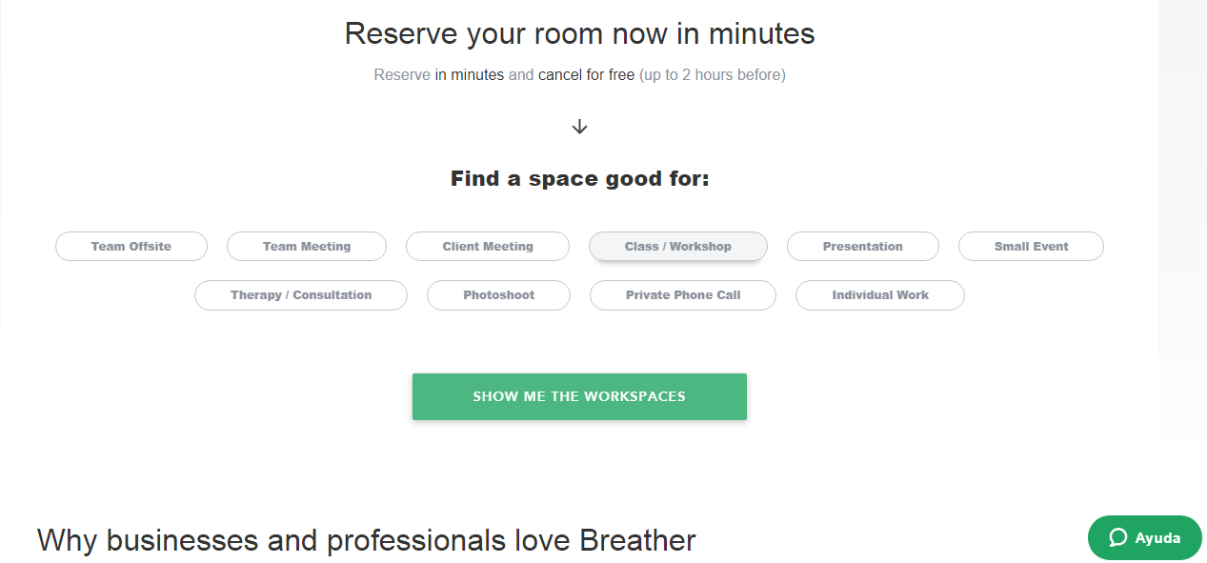 Reserve your room now in minutes
Reserve in minutes and cancel for free (up to 2 hours before)
Find a space good for:
Team Offsite
Team Meeting
Client Meeting
Class / Workshop
Presentation
Small Event
Therapy / Consultation
Photoshoot
Private Phone Call
Individual Work
SHOW ME THE WORKSPACES
Why businesses and professionals love Breather
Ayuda